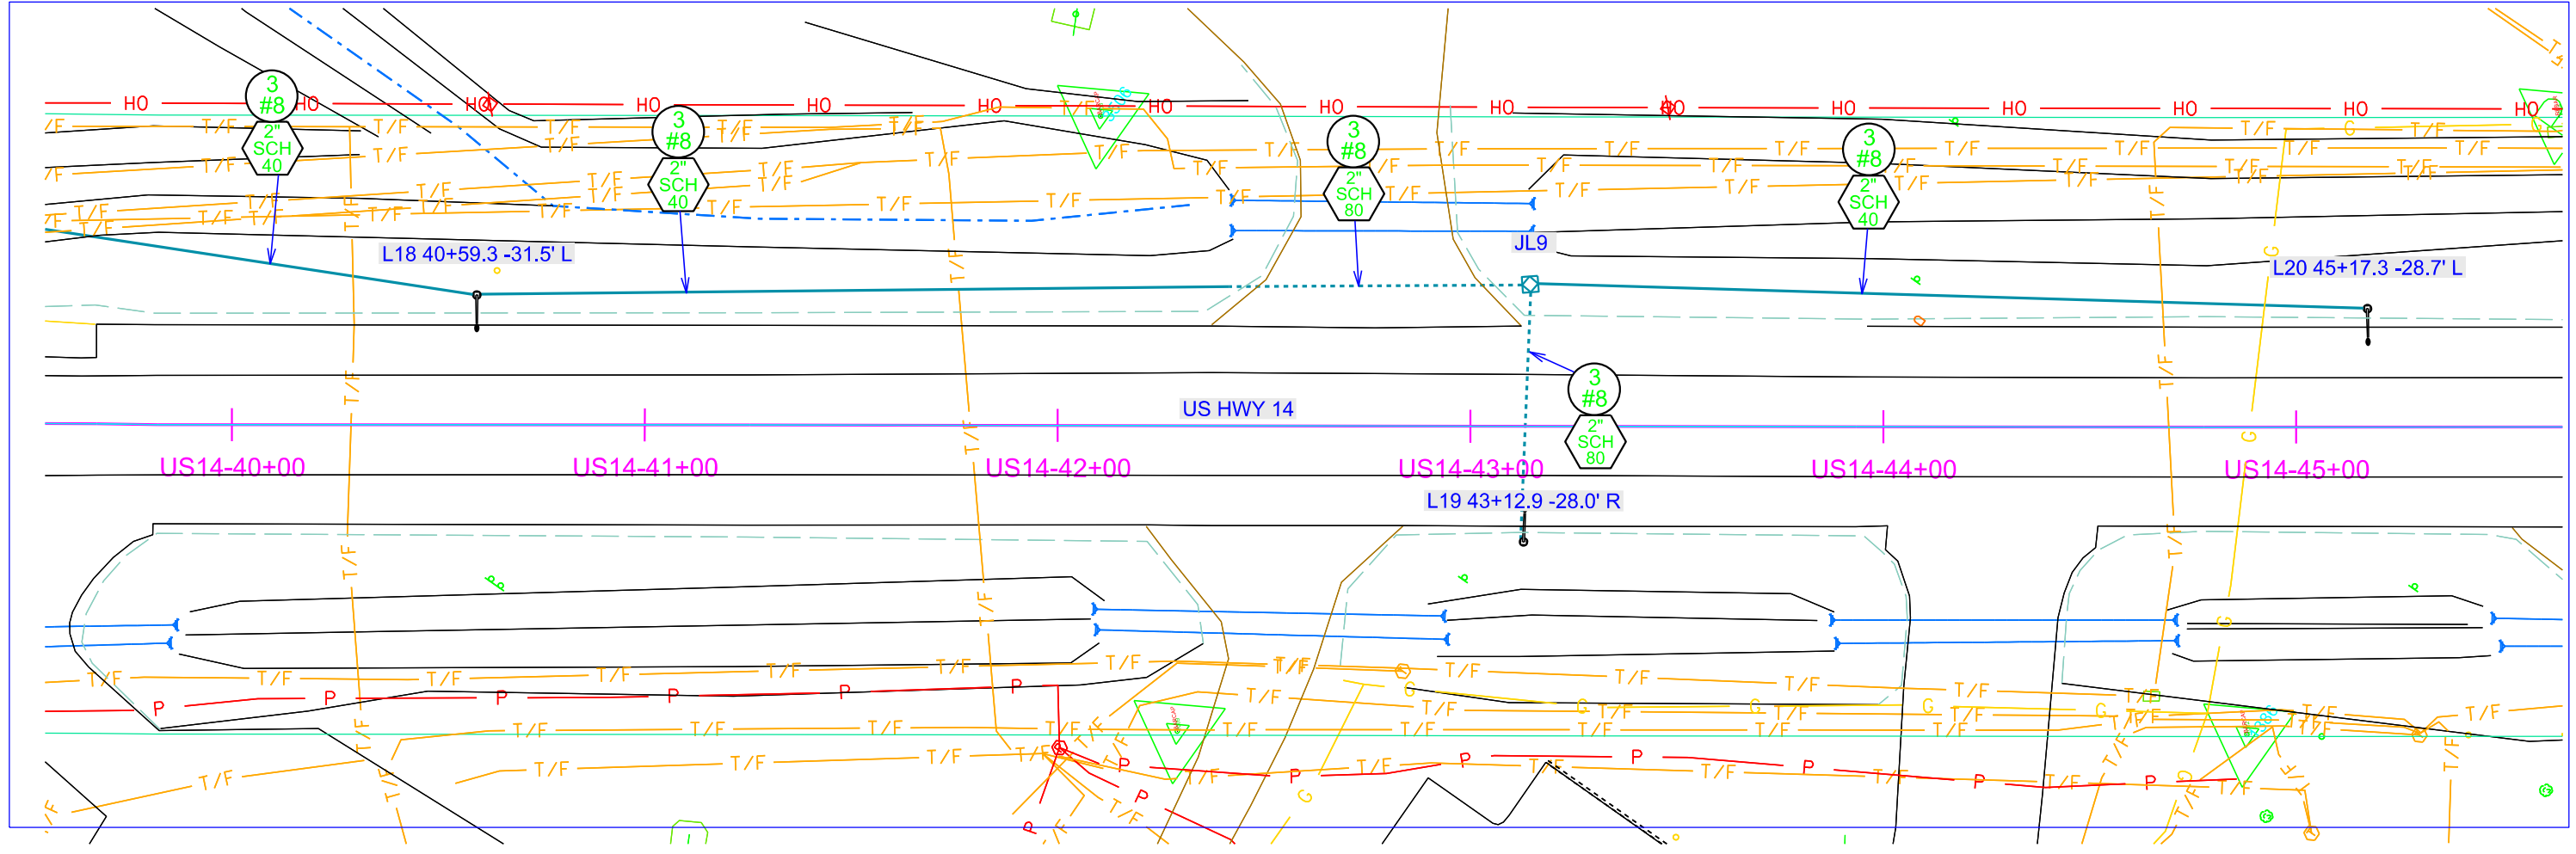 HO HO HO HO HO HO HO HO HO HO HO HO HO HO HO
3
#8
2"
SCH
40
3
#8
2"
SCH
40
3
#8
2"
SCH
80
3
#8
2"
SCH
40
L18 40+59.3 -31.5' L
JL9
L20 45+17.3 -28.7' L
3
#8
2"
SCH
80
US HWY 14
US14-40+00 US14-41+00 US14-42+00 US14-43+00 US14-44+00 US14-45+00
L19 43+12.9 -28.0' R
T/F T/F T/F T/F T/F T/F T/F T/F
G G G G G G
P P P P P P
P P P P P P P